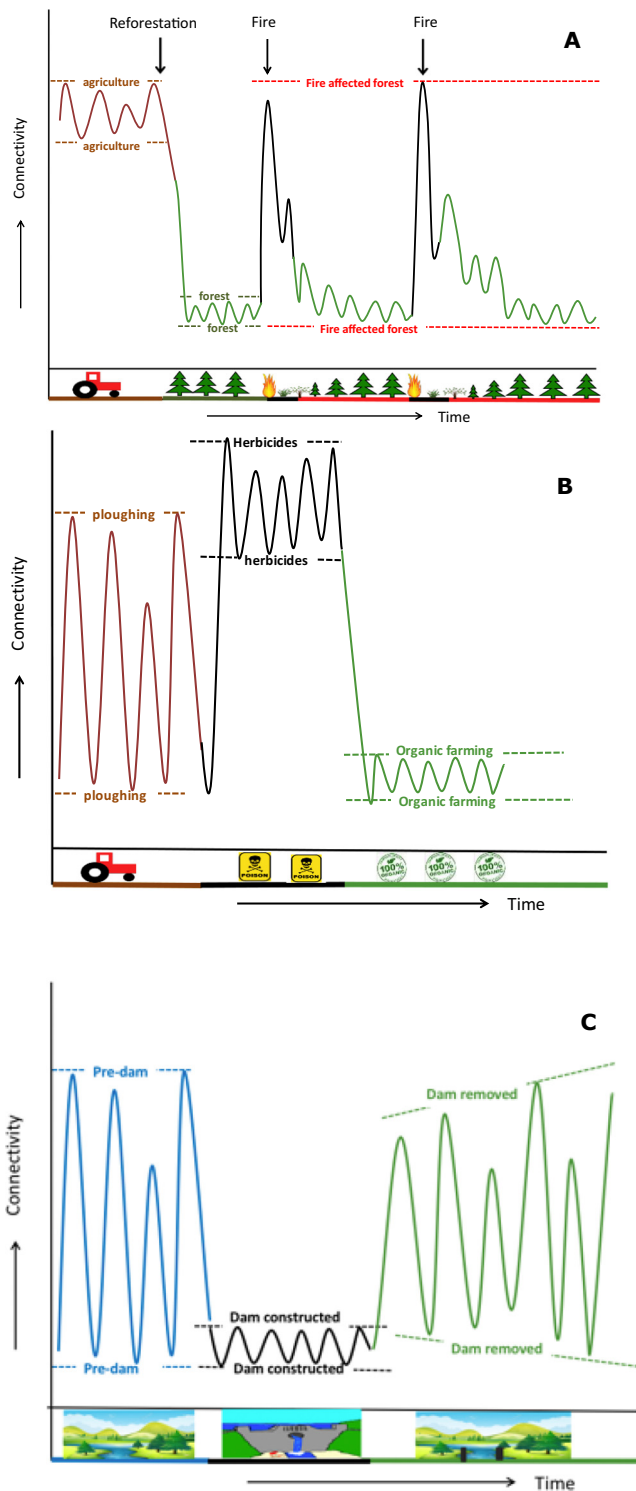 Reforestation Fire Fire
A
agriculture Fire affected forest
Connectivity
agriculture
forest
forest Fire affected forest
Time
Herbicides
B
ploughing
herbicides
Connectivity
Organic farming
ploughing Organic farming
POISON POISON 100% ORGANIC 100% ORGANIC 100% ORGANIC
Time
C
Pre-dam
Dam removed
Connectivity
Dam constructed
Dam removed
Pre-dam Dam constructed
Time